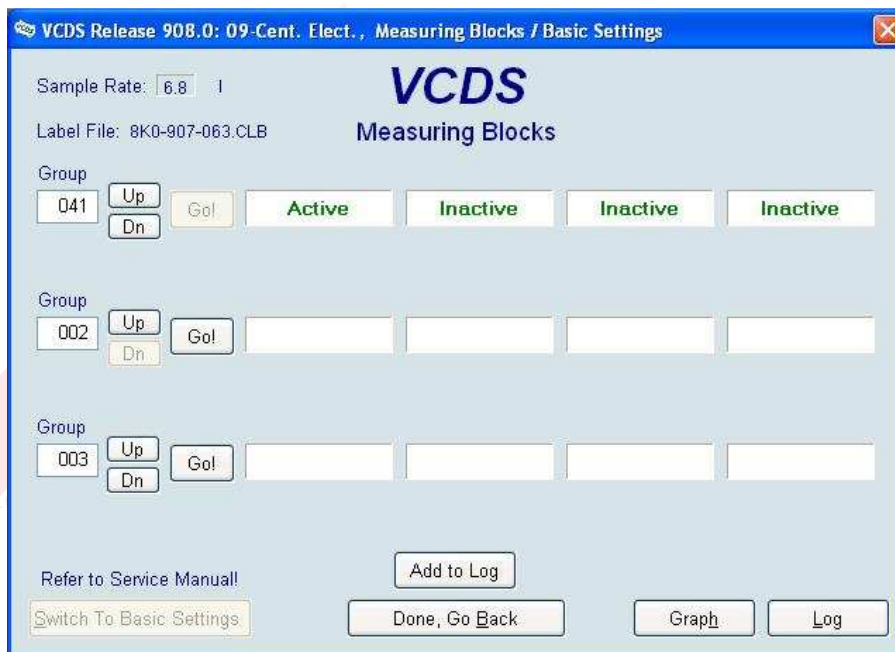 VCDS Release 908.0: 09-Cent. Elect., Measuring Blocks / Basic Settings
Sample Rate: 6.8 I
VCDS
Label File: 8K0-907-063.CLB
Measuring Blocks
Group
041 Up Dn Go! Active Inactive Inactive Inactive
Group
002 Up Dn Go!
Group
003 Up Dn Go!
Add to Log
Refer to Service Manual!
Switch To Basic Settings Done, Go Back Graph Log